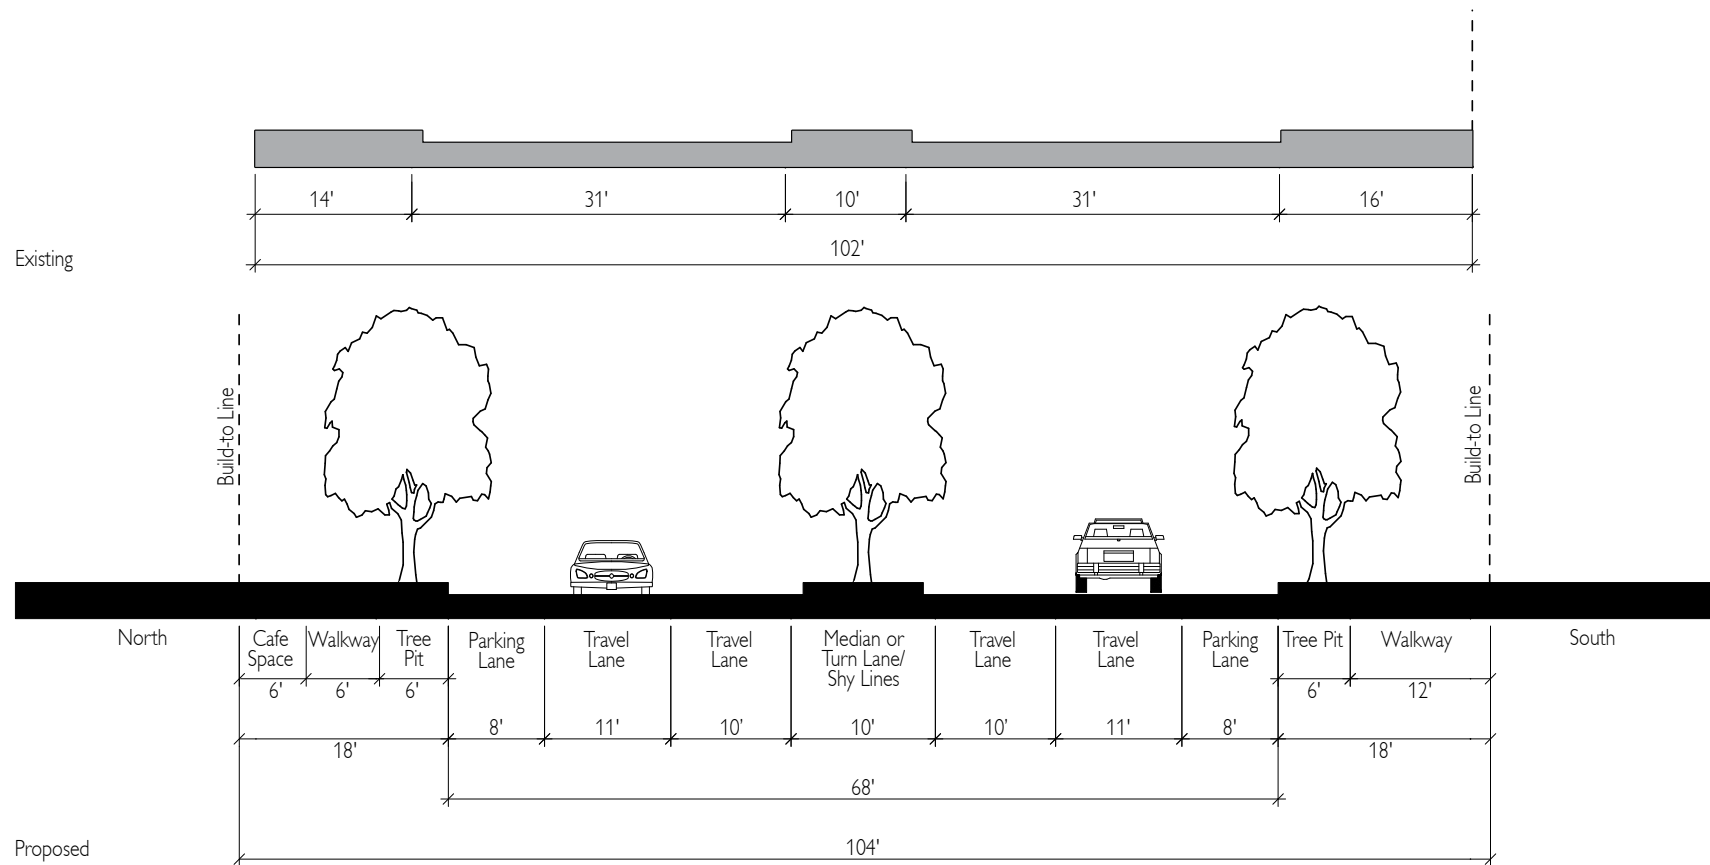 14' 31' 10' 31' 16'
102'
Existing
Build-to Line
Build-to Line
North
Cafe
Space
Walkway
Tree
Pit
Parking
Lane
Travel
Lane
Travel
Lane
Median or
Turn Lane/
Shy Lines
Travel
Lane
Travel
Lane
Parking
Lane
Tree Pit
Walkway
South
6' 6' 6' 6' 12'
8' 11' 10' 10' 10' 11' 8'
18' 18'
68'
Proposed
104'